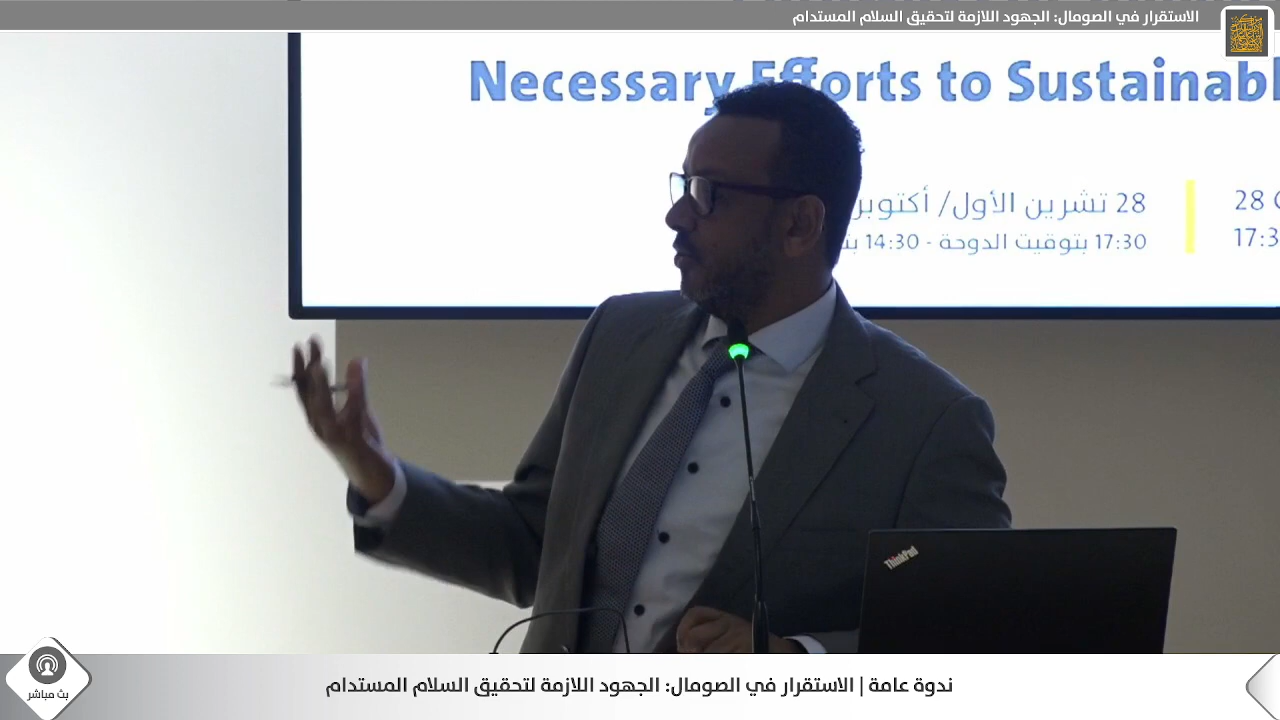 الاستقرار في الصومال: الجهود اللازمة لتحقيق السلام المستدام
Necessary Efforts to Sustainabl
28 تشرين الأول/ أكتوبر
17:30 بتوقيت الدوحة - 14:30 بت
28
17:3
ThinkPad
بث مباشر
ندوة عامة | الاستقرار في الصومال: الجهود اللازمة لتحقيق السلام المستدام